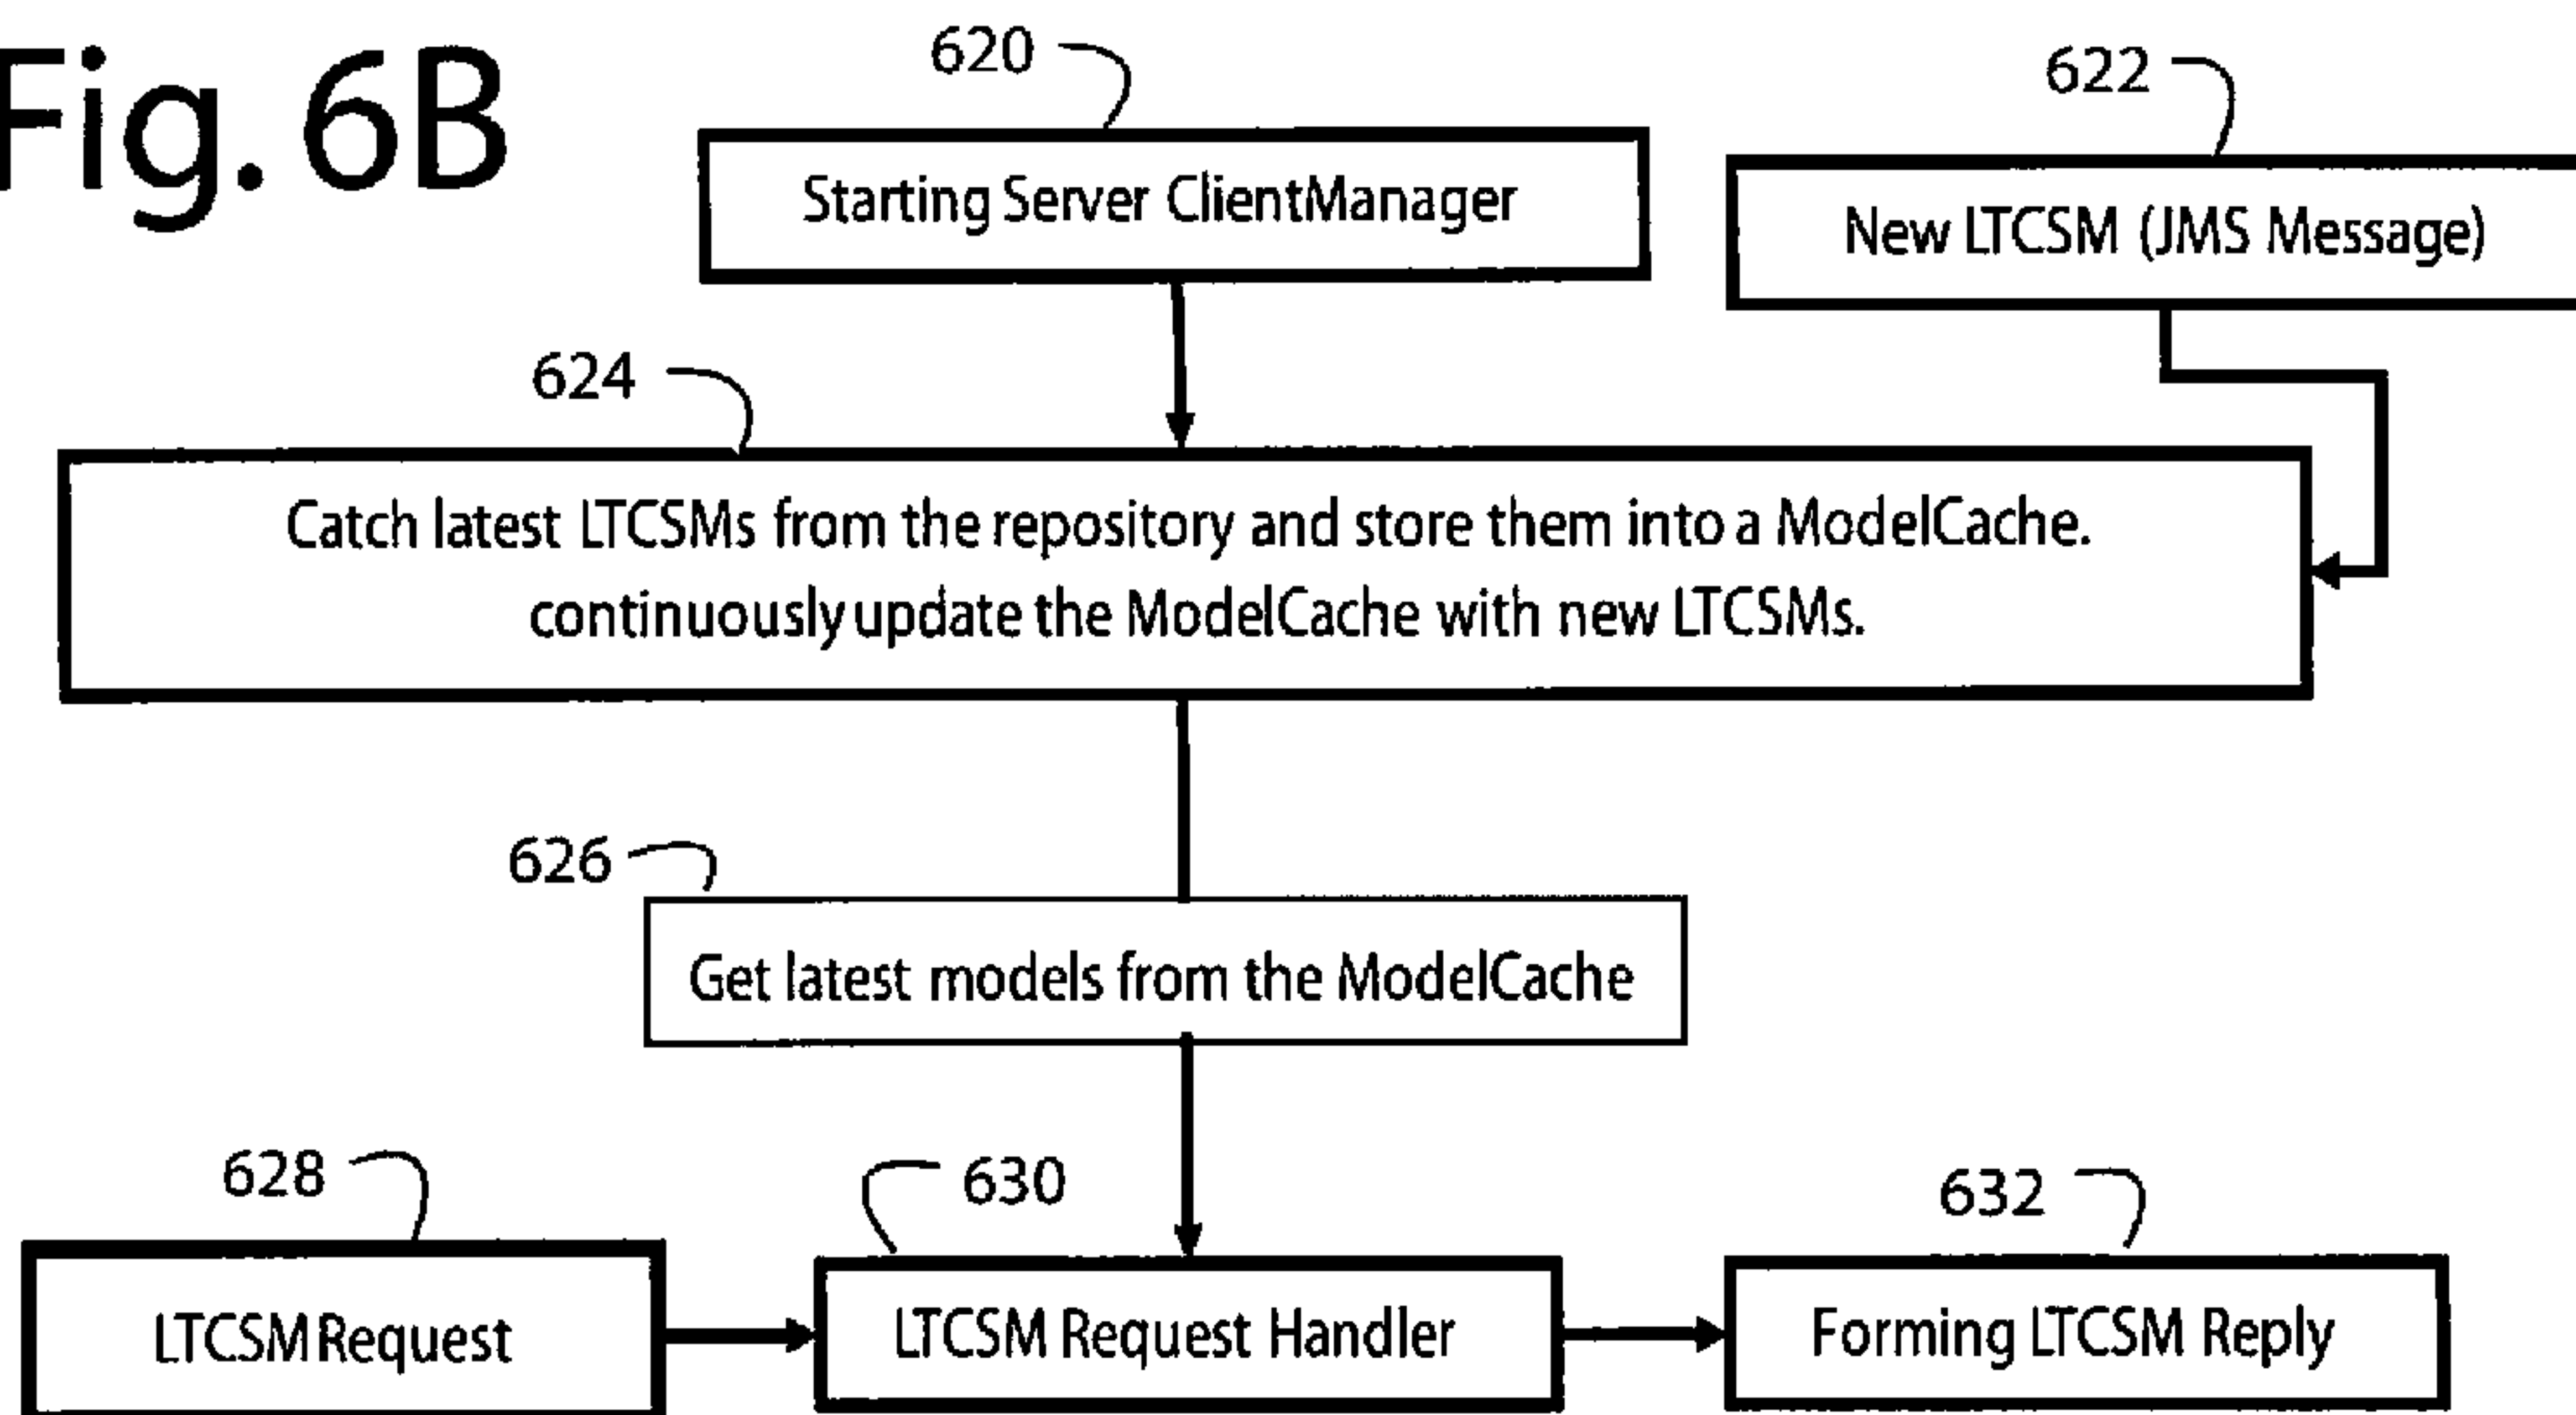 Fig. 6B
620
622
Starting Server ClientManager
New LTCSM (JMS Message)
624
Catch latest LTCSMs from the repository and store them into a ModelCache.
continuously update the ModelCache with new LTCSMs.
626
Get latest models from the ModelCache
628
630
632
LTCSM Request
LTCSM Request Handler
Forming LTCSM Reply